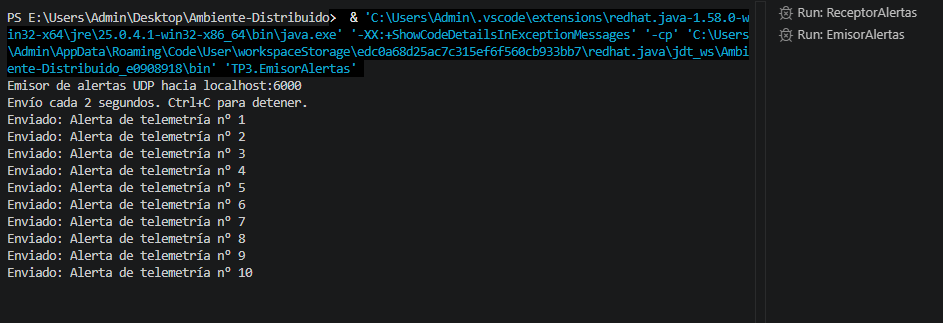 PS E:\Users\Admin\Desktop\Ambiente-Distribuido>  & 'C:\Users\Admin\.vscode\extensions\redhat.java-1.58.0-w
in32-x64\jre\25.0.4.1-win32-x86_64\bin\java.exe' '-XX:+ShowCodeDetailsInExceptionMessages' '-cp' 'C:\Users
\Admin\AppData\Roaming\Code\User\workspaceStorage\edc0a68d25ac7c315ef6f560cb933bb7\redhat.java\jdt_ws\Ambi
ente-Distribuido_e0908918\bin' 'TP3.EmisorAlertas'
Emisor de alertas UDP hacia localhost:6000
Envío cada 2 segundos. Ctrl+C para detener.
Enviado: Alerta de telemetría nº 1
Enviado: Alerta de telemetría nº 2
Enviado: Alerta de telemetría nº 3
Enviado: Alerta de telemetría nº 4
Enviado: Alerta de telemetría nº 5
Enviado: Alerta de telemetría nº 6
Enviado: Alerta de telemetría nº 7
Enviado: Alerta de telemetría nº 8
Enviado: Alerta de telemetría nº 9
Enviado: Alerta de telemetría nº 10
Run: ReceptorAlertas
Run: EmisorAlertas